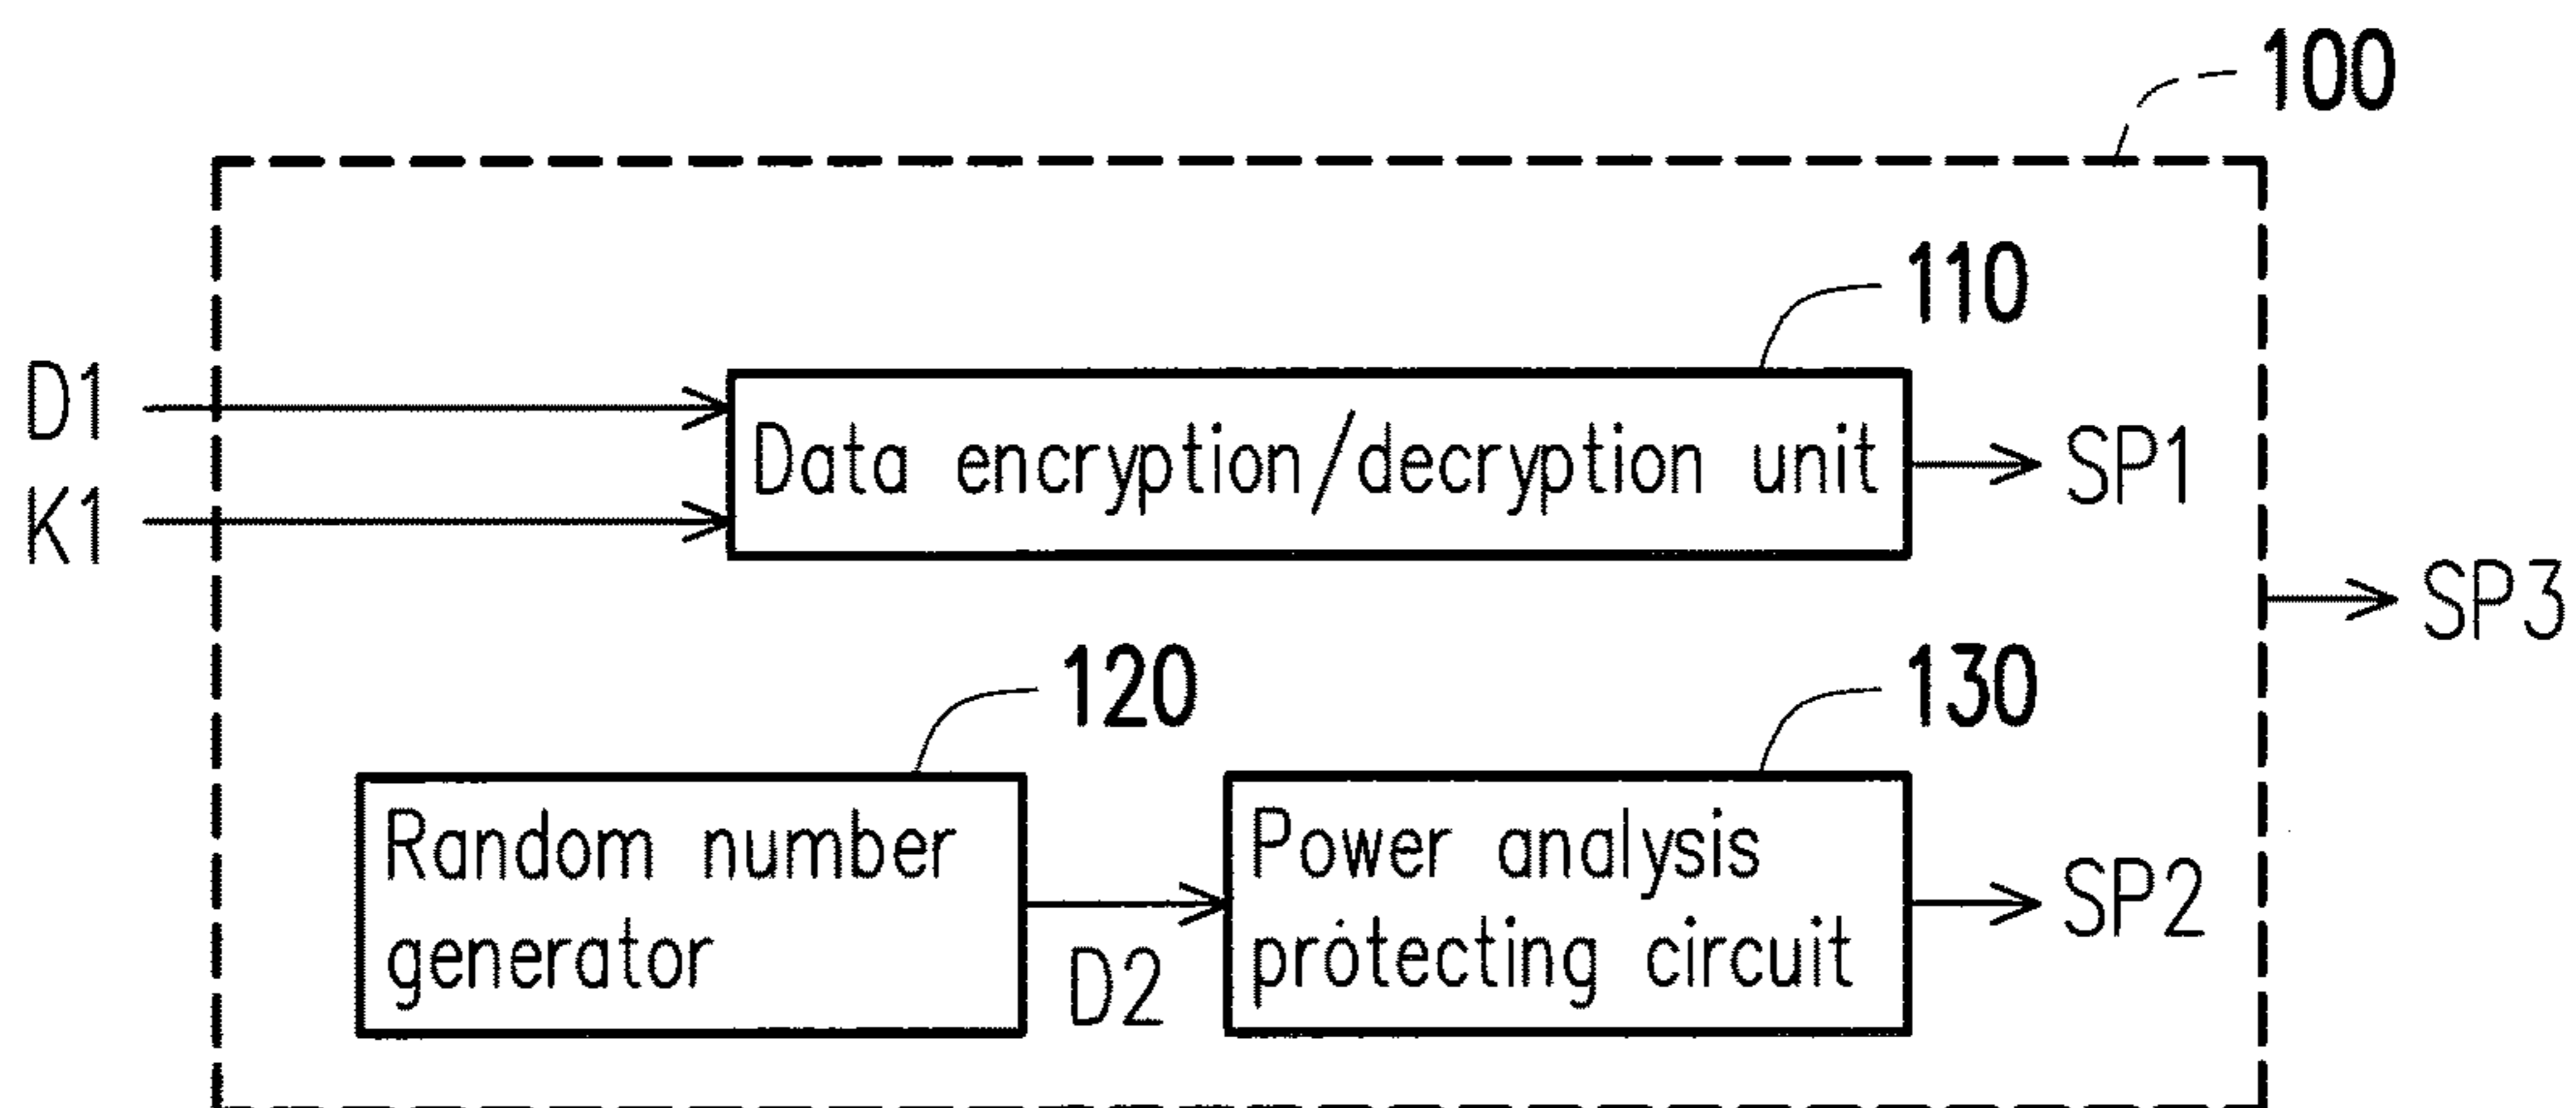 100
110
D1
Data encryption/decryption unit
SP1
K1
SP3
120
130
Random number
generator
D2
Power analysis
protecting circuit
SP2